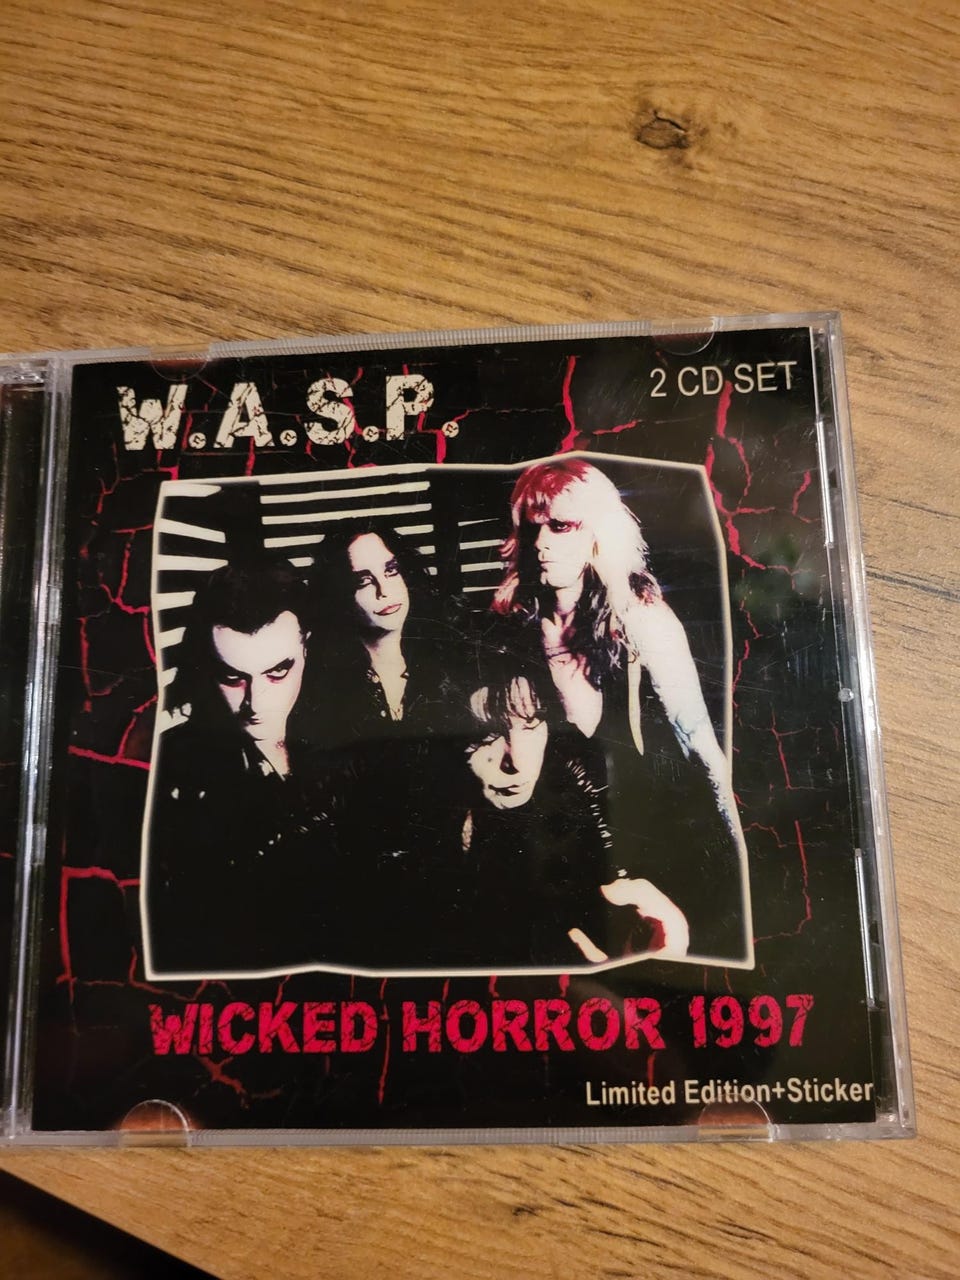 W.A.S.P.
2 CD SET
WICKED HORROR 1997
Limited Edition+Sticker